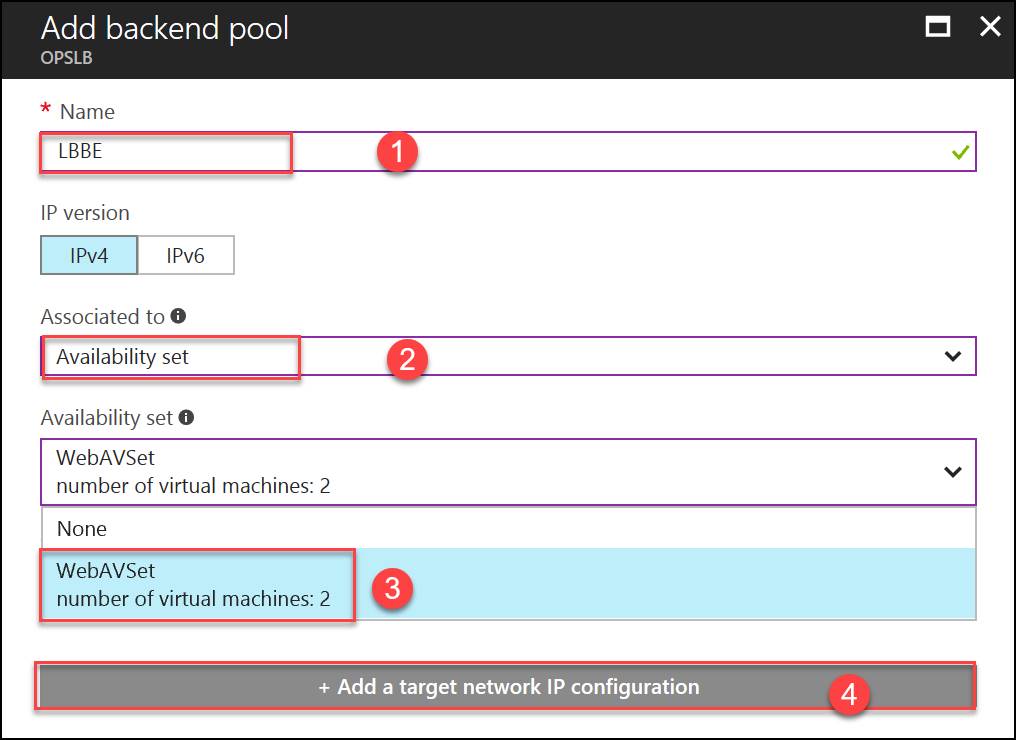 Add backend pool
OPSLB
* Name
LBBE
1
IP version
IPv4 IPv6
Associated to
Availability set
2
Availability set
WebAVSet
number of virtual machines: 2
None
WebAVSet
number of virtual machines: 2
3
+ Add a target network IP configuration
4